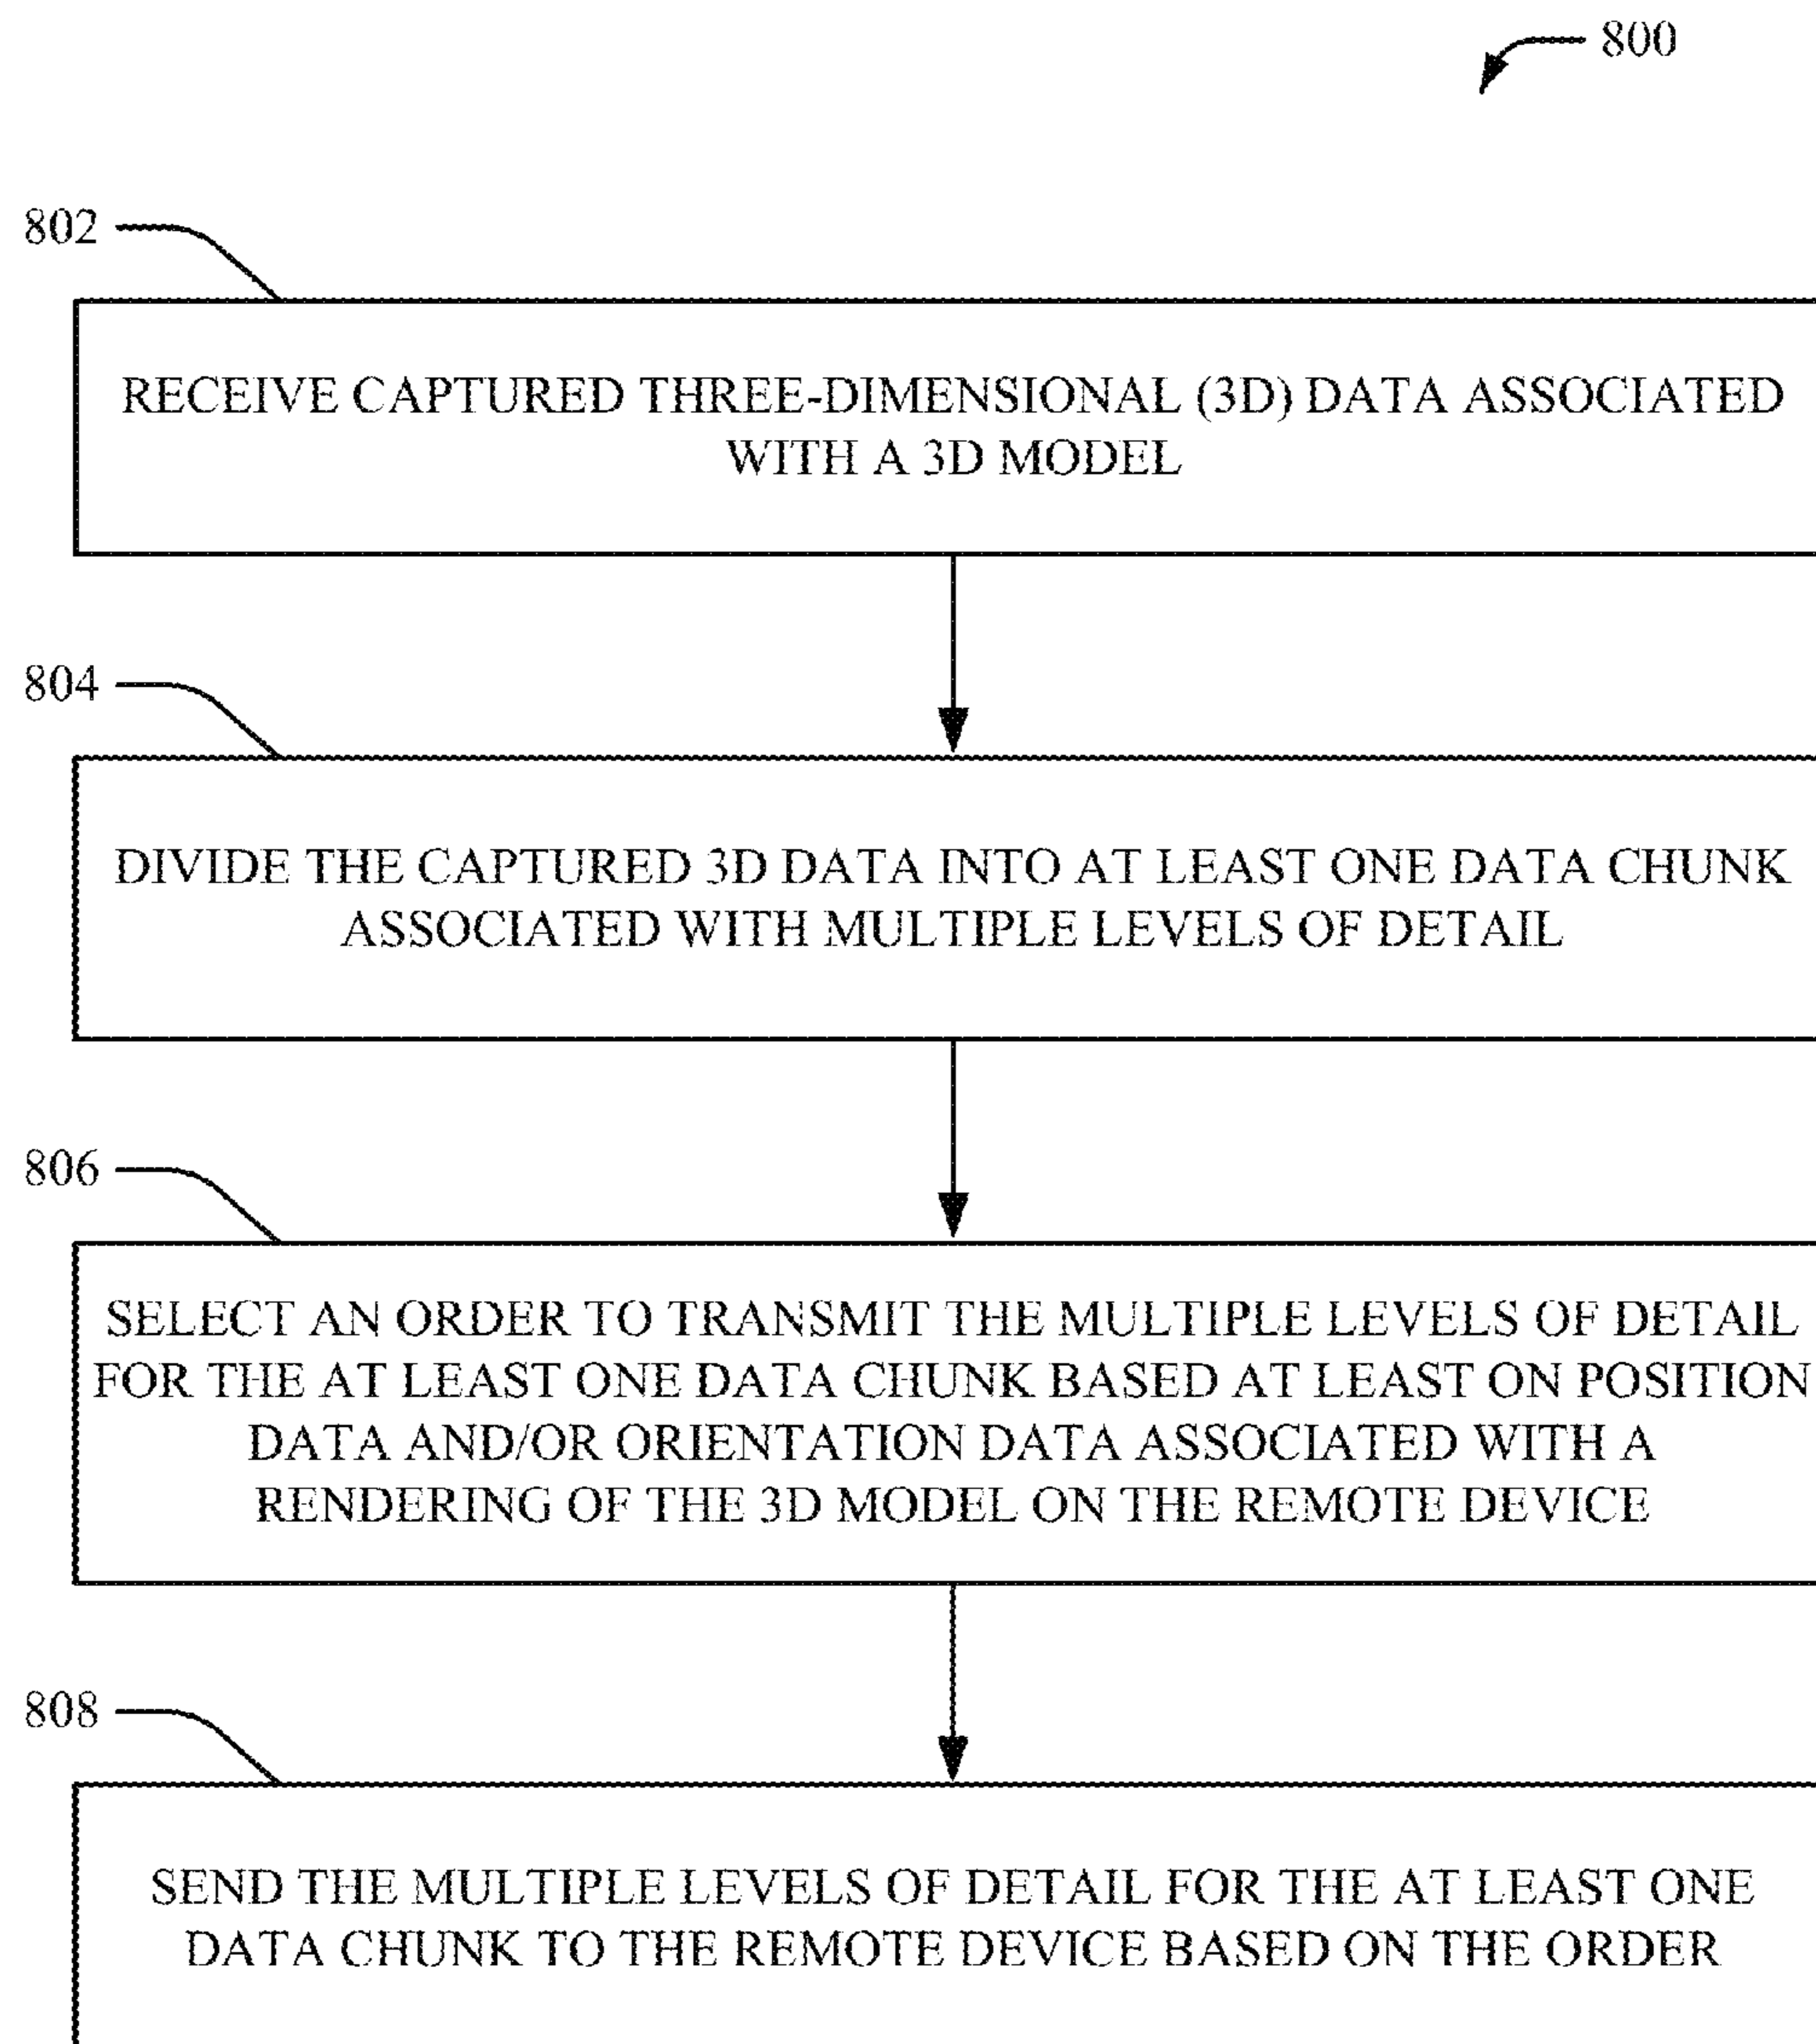 800
802
RECEIVE CAPTURED THREE-DIMENSIONAL (3D) DATA ASSOCIATED
WITH A 3D MODEL
804
DIVIDE THE CAPTURED 3D DATA INTO AT LEAST ONE DATA CHUNK
ASSOCIATED WITH MULTIPLE LEVELS OF DETAIL
806
SELECT AN ORDER TO TRANSMIT THE MULTIPLE LEVELS OF DETAIL
FOR THE AT LEAST ONE DATA CHUNK BASED AT LEAST ON POSITION
DATA AND/OR ORIENTATION DATA ASSOCIATED WITH A
RENDERING OF THE 3D MODEL ON THE REMOTE DEVICE
808
SEND THE MULTIPLE LEVELS OF DETAIL FOR THE AT LEAST ONE
DATA CHUNK TO THE REMOTE DEVICE BASED ON THE ORDER